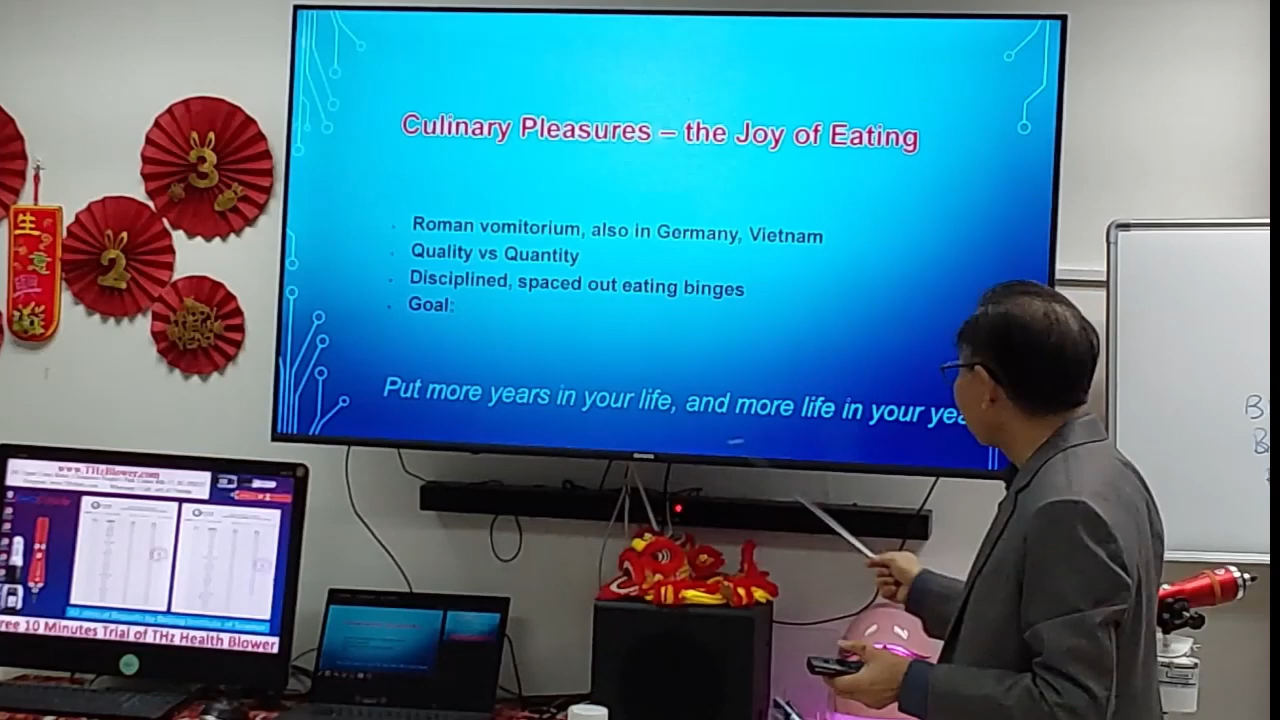 Culinary Pleasures – the Joy of Eating
Roman vomitorium, also in Germany, Vietnam
Quality vs Quantity
Disciplined, spaced out eating binges
Goal:
Put more years in your life, and more life in your yea
3
2
生
意
www.THzBlower.com
ree 10 Minutes Trial of THz Health Blower
B
B